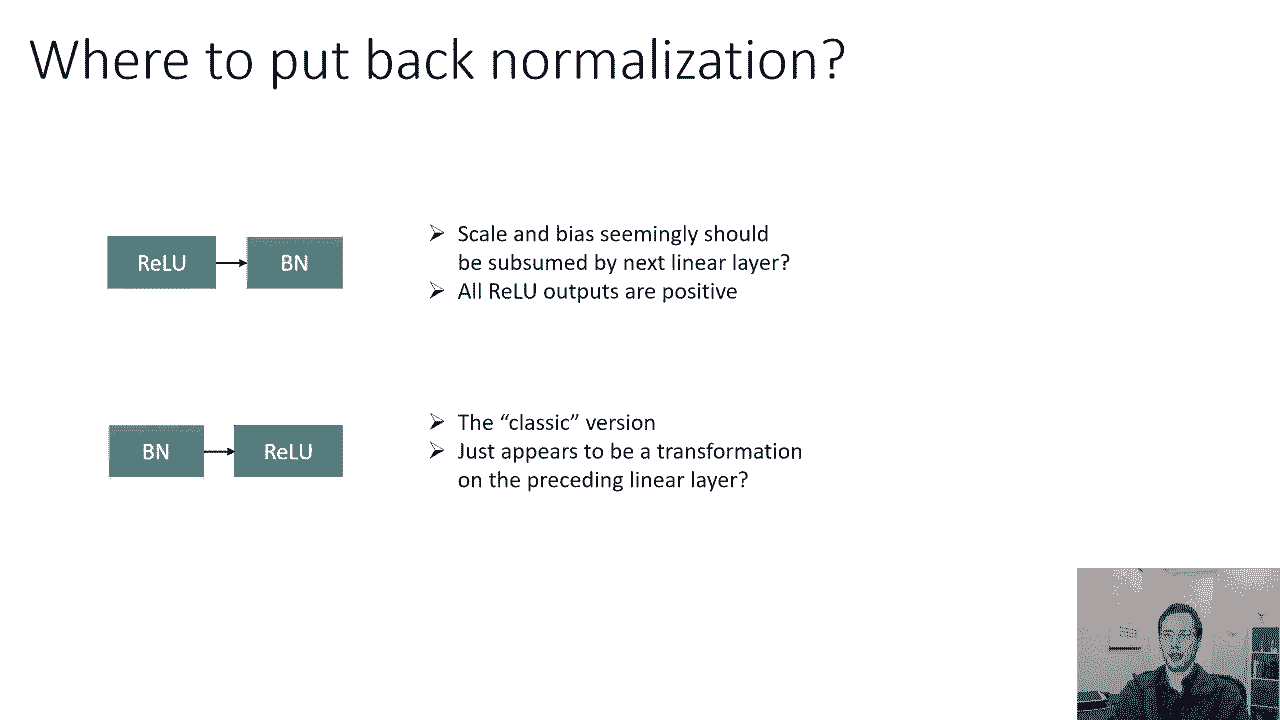 Where to put back normalization?
ReLU
BN
➢ Scale and bias seemingly should
be subsumed by next linear layer?
➢ All ReLU outputs are positive
BN
ReLU
➢ The “classic” version
➢ Just appears to be a transformation
on the preceding linear layer?